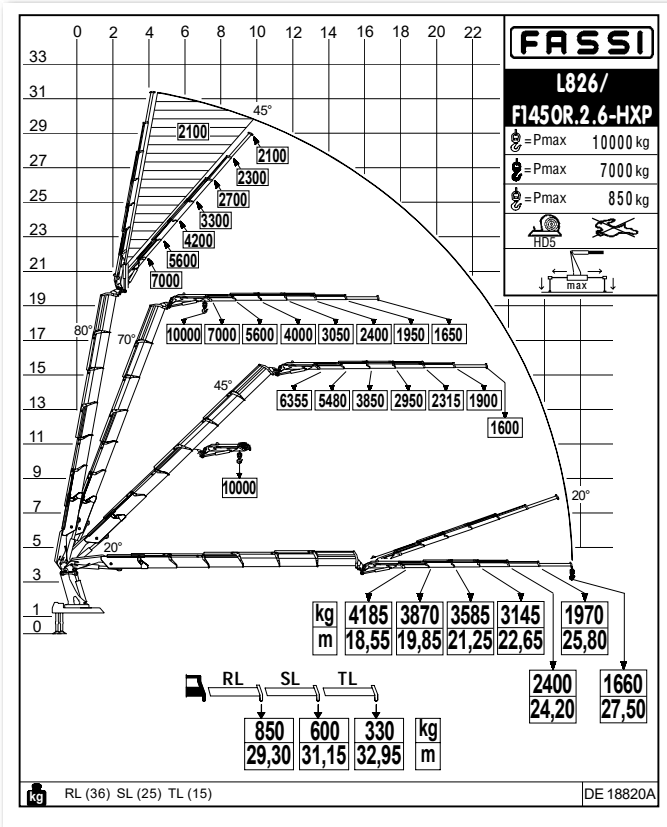 0 2 4 6 8 10 12 14 16 18 20 22
FASSI
L826/
F1450R.2.6-HXP
=Pmax 10000 kg
=Pmax 7000 kg
=Pmax 850 kg
HD5
max
33
31
29
27
25
23
21
19
17
15
13
11
9
7
5
3
1
0
45°
2100
2100
2300
2700
3300
4200
5600
7000
80°
70°
10000 7000 5600 4000 3050 2400 1950 1650
45°
6355 5480 3850 2950 2315 1900
1600
10000
20°
20°
kg 4185 3870 3585 3145 1970
m 18,55 19,85 21,25 22,65 25,80
2400 1660
24,20 27,50
RL SL TL
850 600 330 kg
29,30 31,15 32,95 m
kg RL (36) SL (25) TL (15) DE 18820A